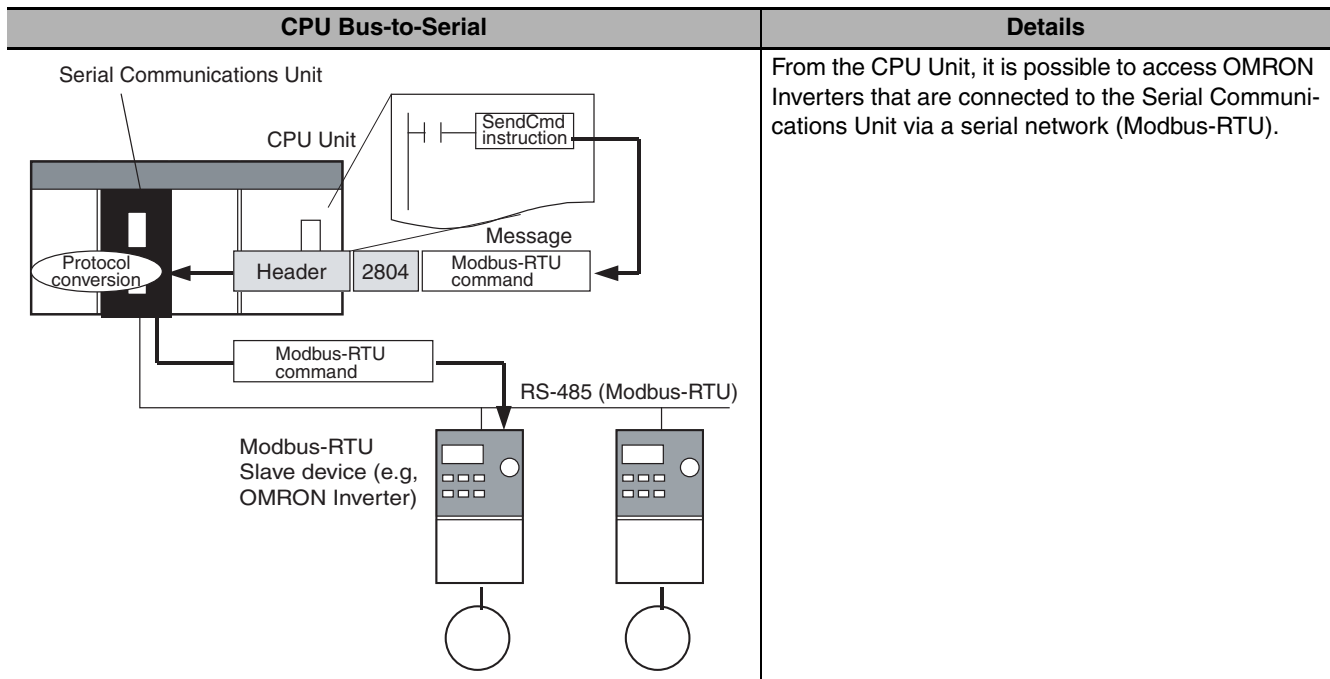 CPU Bus-to-Serial
Details
Serial Communications Unit
CPU Unit
SendCmd
instruction
Message
Protocol
conversion
Header
2804
Modbus-RTU
command
Modbus-RTU
command
RS-485 (Modbus-RTU)
Modbus-RTU
Slave device (e.g,
OMRON Inverter)
From the CPU Unit, it is possible to access OMRON
Inverters that are connected to the Serial Communi-
cations Unit via a serial network (Modbus-RTU).